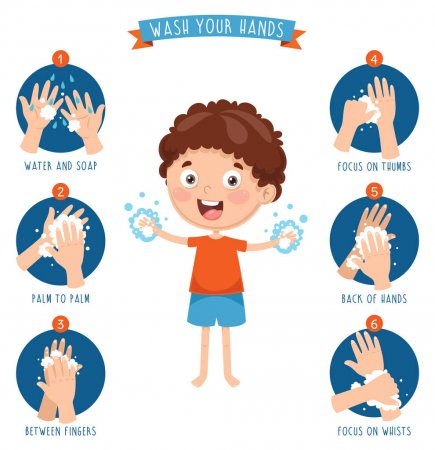 WASH YOUR HANDS
1
WATER AND SOAP
2
PALM TO PALM
3
BETWEEN FINGERS
4
FOCUS ON THUMBS
5
BACK OF HANDS
6
FOCUS ON WHISTS